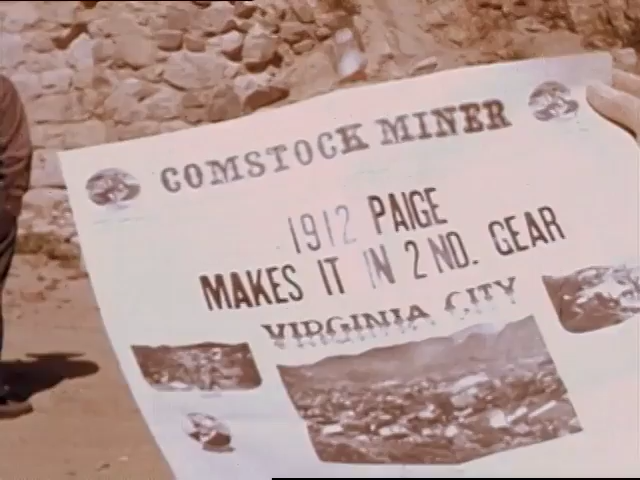 COMSTOCK MINER
1912 PAIGE
MAKES IT IN 2 ND. GEAR
VIRGINIA CITY